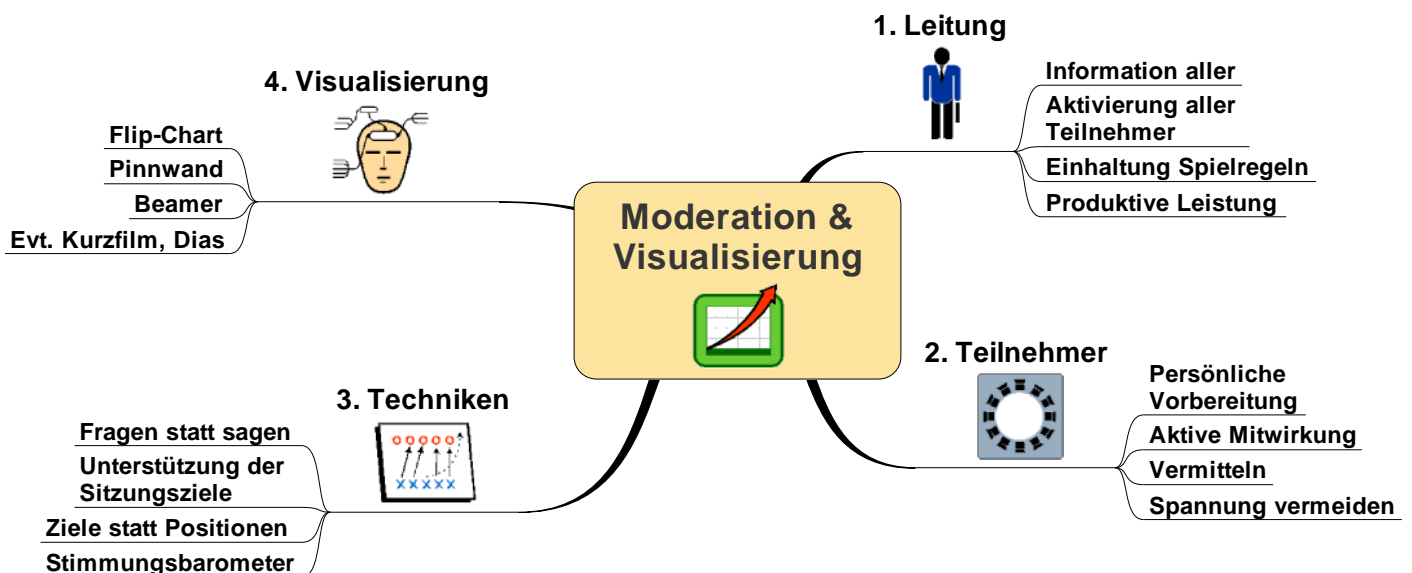 Moderation &
Visualisierung
1. Leitung
Information aller
Aktivierung aller
Teilnehmer
Einhaltung Spielregeln
Produktive Leistung
2. Teilnehmer
Persönliche
Vorbereitung
Aktive Mitwirkung
Vermitteln
Spannung vermeiden
3. Techniken
Fragen statt sagen
Unterstützung der
Sitzungsziele
Ziele statt Positionen
Stimmungsbarometer
4. Visualisierung
Flip-Chart
Pinnwand
Beamer
Evt. Kurzfilm, Dias